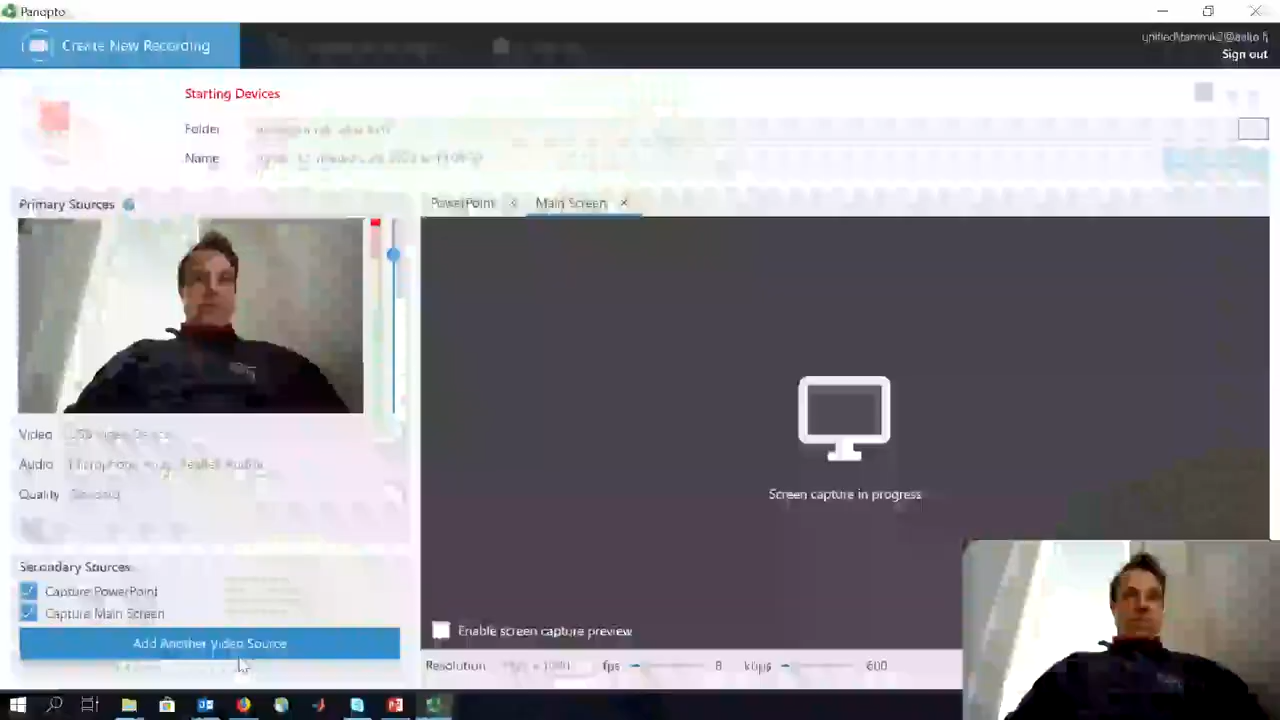 Panopto
Create New Recording
Sign out
Starting Devices
Folder
Name
Primary Sources
PowerPoint
Main Screen
Video
Audio
Quality Standard
Screen capture in progress
Secondary Sources
Capture PowerPoint
Capture Main Screen
Add Another Video Source
Enable screen capture preview
Resolution fps 8 kbps 600